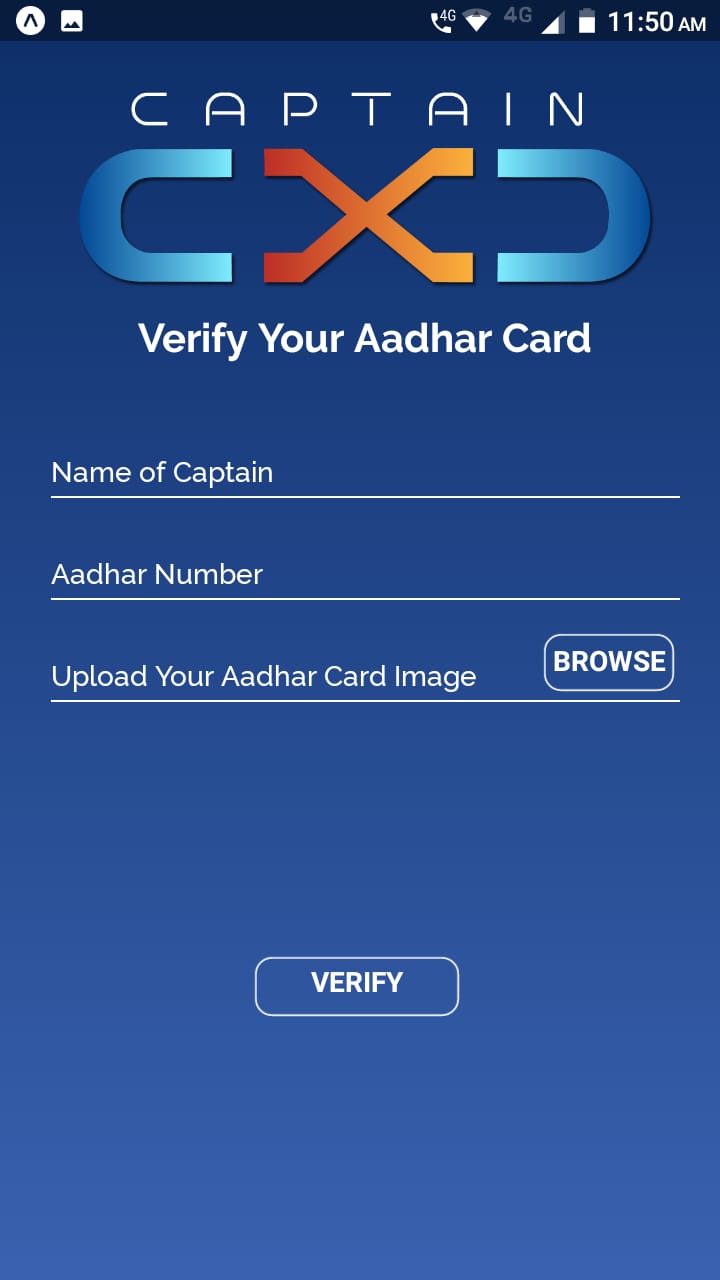 4G 4G 11:50 AM
CAPTAIN
CXD
Verify Your Aadhar Card
Name of Captain
Aadhar Number
Upload Your Aadhar Card Image BROWSE
VERIFY